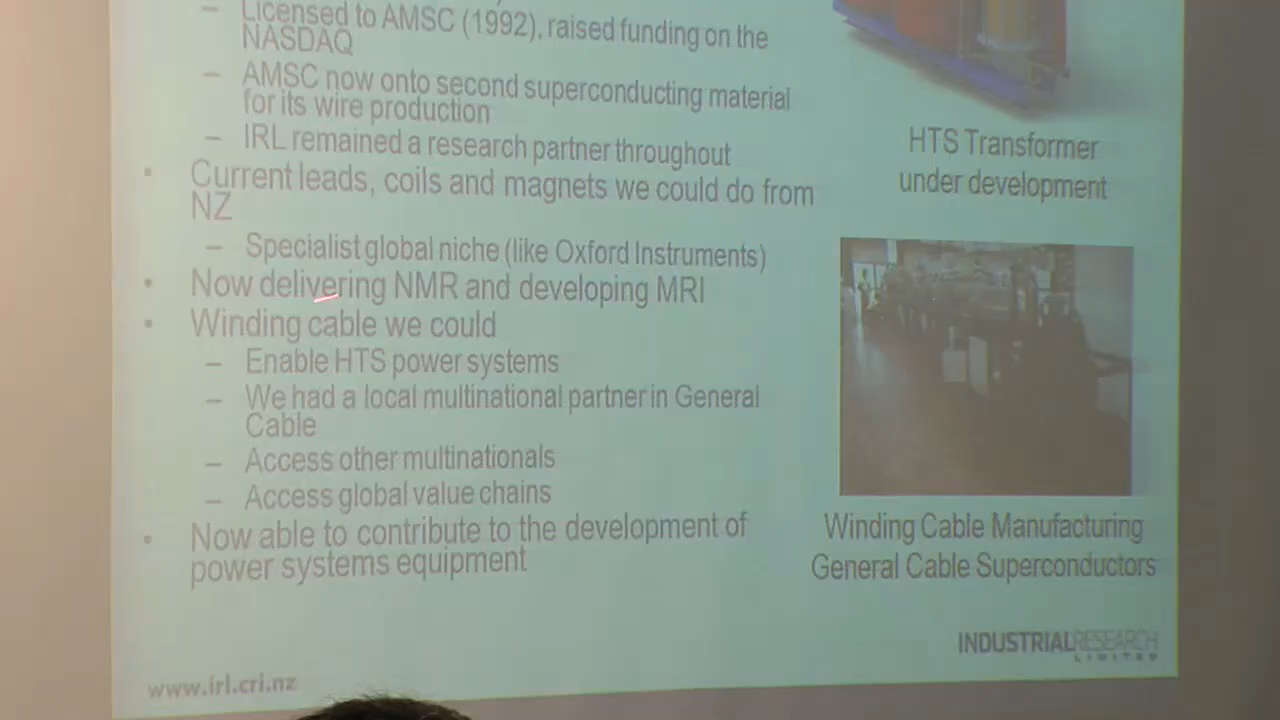 – Licensed to AMSC (1992), raised funding on the
NASDAQ
– AMSC now onto second superconducting material
for its wire production
– IRL remained a research partner throughout
• Current leads, coils and magnets we could do from
NZ
– Specialist global niche (like Oxford Instruments)
• Now delivering NMR and developing MRI
• Winding cable we could
– Enable HTS power systems
– We had a local multinational partner in General
Cable
– Access other multinationals
– Access global value chains
• Now able to contribute to the development of
power systems equipment
HTS Transformer
under development
Winding Cable Manufacturing
General Cable Superconductors
INDUSTRIALRESEARCH
LIMITED
www.irl.cri.nz